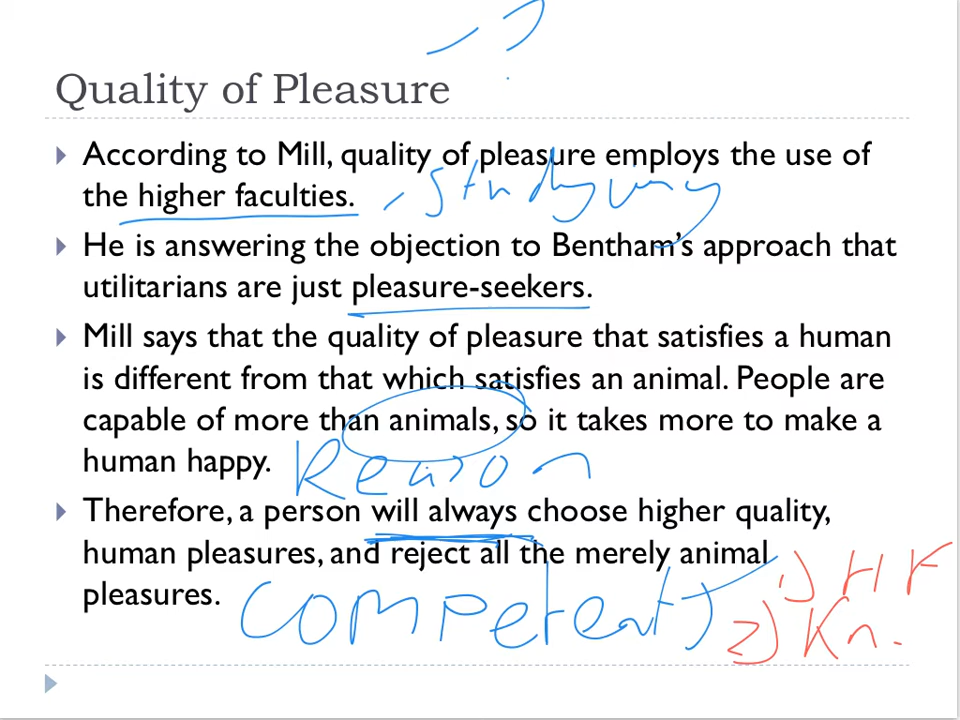 Quality of Pleasure
According to Mill, quality of pleasure employs the use of
the higher faculties.
- Studying
He is answering the objection to Bentham's approach that
utilitarians are just pleasure-seekers.
Mill says that the quality of pleasure that satisfies a human
is different from that which satisfies an animal. People are
capable of more than animals, so it takes more to make a
human happy.
Reason
Therefore, a person will always choose higher quality,
human pleasures, and reject all the merely animal
pleasures.
Competent
1) HF
2) Kn.